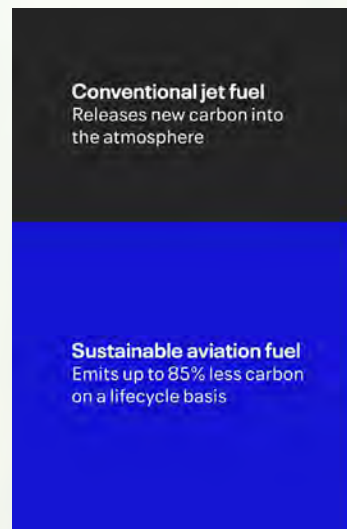 Conventional jet fuel
Releases new carbon into
the atmosphere
Sustainable aviation fuel
Emits up to 85% less carbon
on a lifecycle basis